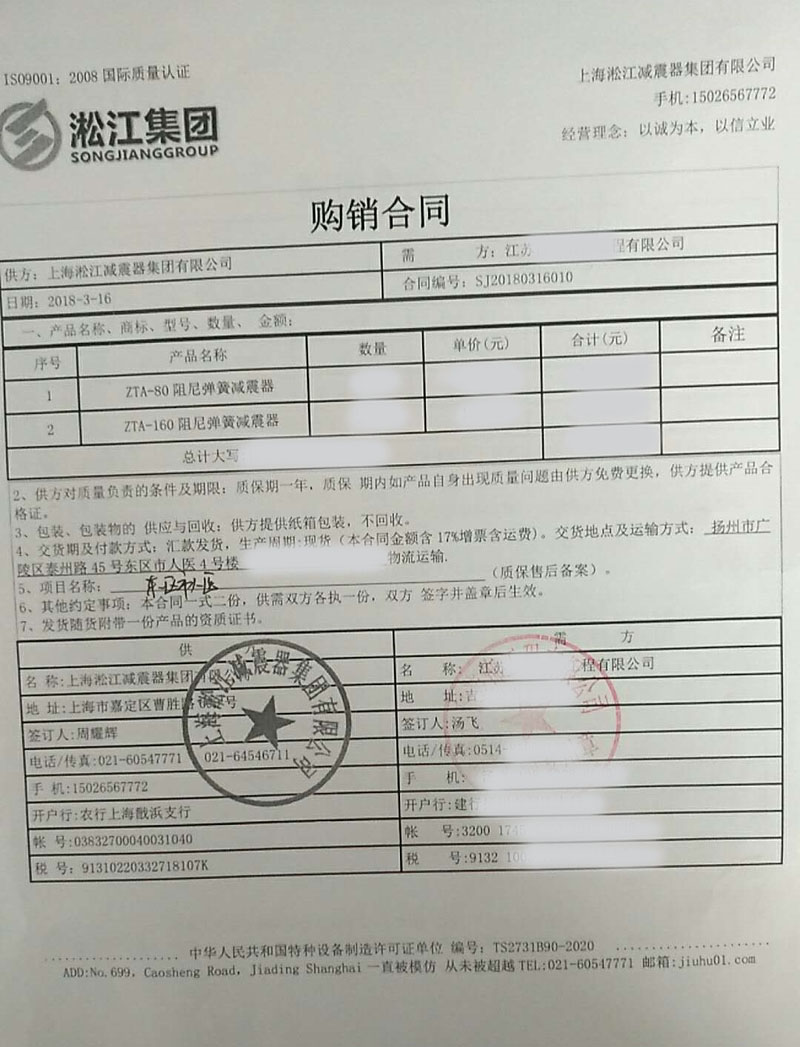 ISO9001：2008 国际质量认证
上海淞江减震器集团有限公司
手机:15026567772
经营理念：以诚为本，以信立业
淞江集团
SONGJIANGGROUP
购销合同
供方：上海淞江减震器集团有限公司
需 方：江苏 程有限公司
日期：2018-3-16
合同编号：SJ20180316010
一、产品名称、商标、型号、数量、 金额：
序号 产品名称 数量 单价(元) 合计(元) 备注
1 ZTA-80 阻尼弹簧减震器
2 ZTA-160 阻尼弹簧减震器
总计大写
2、供方对质量负责的条件及期限：质保期一年，质保 期内如产品自身出现质量问题由供方免费更换，供方提供产品合
格证。
3、包装、包装物的 供应与回收：供方提供纸箱包装，不回收。
4、交货期及付款方式：汇款发货，生产周期:现货（本合同金额含 17%增票含运费）。交货地点及运输方式： 扬州市广
陵区泰州路 45 号东区市人医 4 号楼 物流运输.
5、项目名称： （质保售后备案）。
6、其他约定事项：本合同一式二份，供需双方各执一份，双方 签字并盖章后生效。
7、发货随货附带一份产品的资质证书。
供
需 方
名 称:上海淞江减震器集团有限公司
名 称：江苏 程有限公司
地 址:上海市嘉定区曹胜路 号
地 址:吉
签订人:周耀辉
签订人:汤飞
电话/传真:021-60547771 021-64546711
电话/传真:0514-
手 机:15026567772
手 机:
开户行:农行上海戬浜支行
开户行:建行
帐 号:03832700040031040
帐 号:3200 174
税 号：91310220332718107K
税 号:9132 100
上海淞江减震器集团有限公司
中华人民共和国特种设备制造许可证单位 编号：TS2731B90-2020
ADD:No.699，Caosheng Road，Jiading Shanghai 一直被模仿 从未被超越 TEL:021-60547771 邮箱:jiuhu01.com